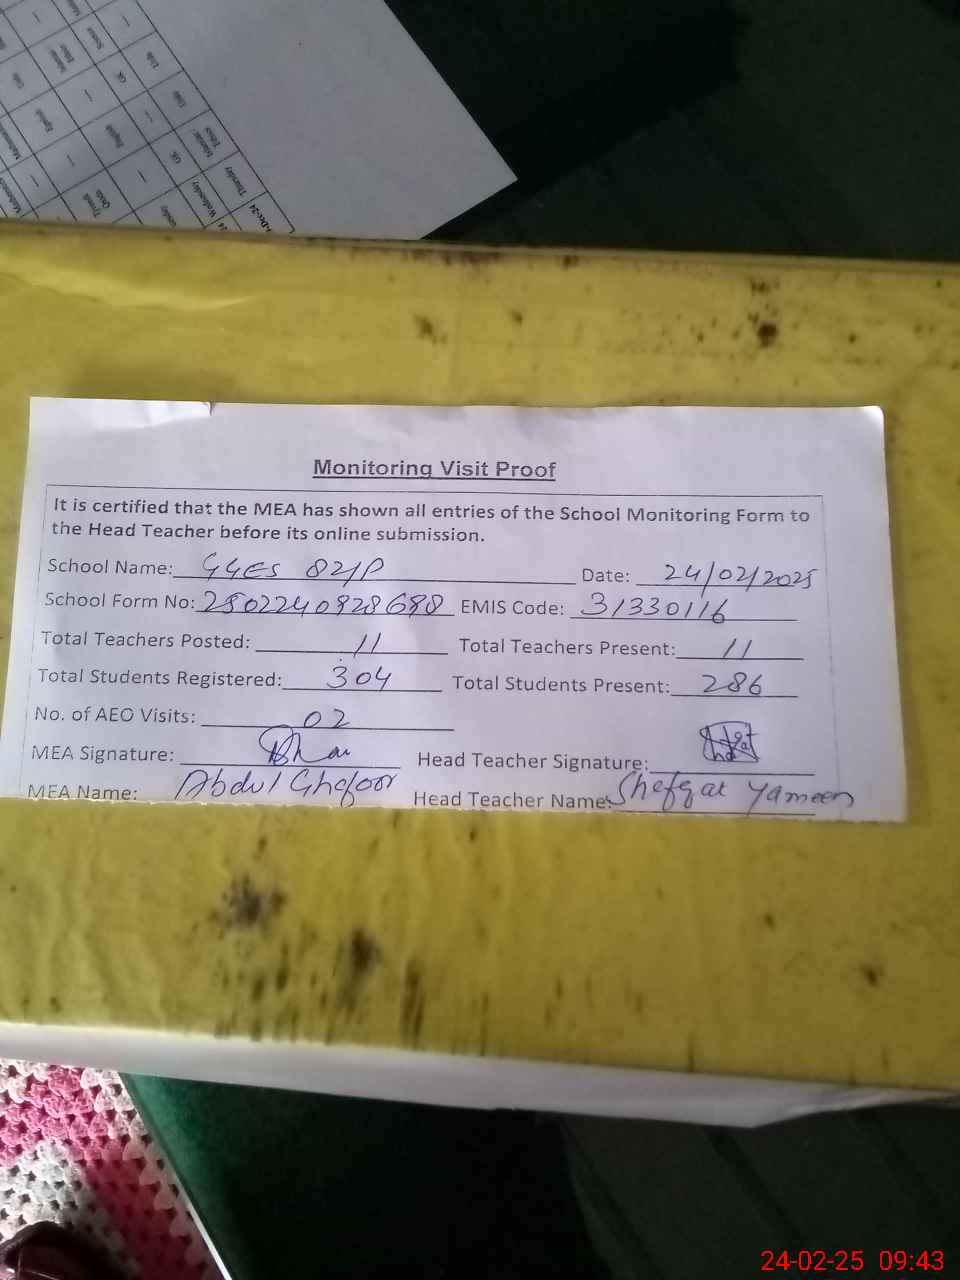 Monitoring Visit Proof
It is certified that the MEA has shown all entries of the School Monitoring Form to
the Head Teacher before its online submission.
School Name: GGES 82/P Date: 24/02/2025
School Form No: EMIS Code: 31330116
Total Teachers Posted: 11 Total Teachers Present: 11
Total Students Registered: 304 Total Students Present: 286
No. of AEO Visits: 02
MEA Signature: Head Teacher Signature:
MEA Name: Abdul Ghafoor Head Teacher Name: Shafqat Yameen
24-02-25 09:43